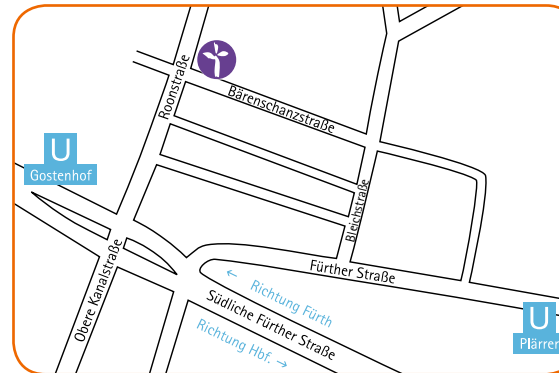 Roonstraße
Bärenschanzstraße
U
Gostenhof
Bleichstraße
Obere Kanalstraße
Fürther Straße
← Richtung Fürth
Südliche Fürther Straße
Richtung Hbf. →
U
Plärrer